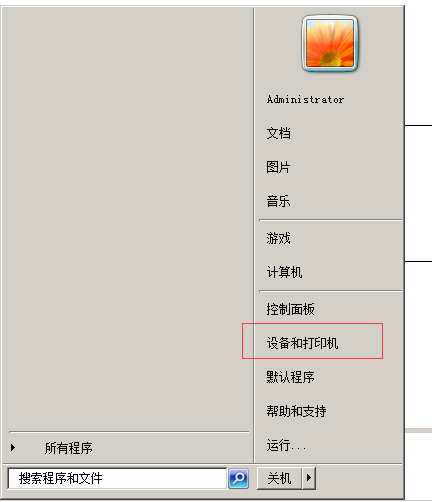 Administrator
文档
图片
音乐
游戏
计算机
控制面板
设备和打印机
默认程序
帮助和支持
运行...
所有程序
搜索程序和文件
关机